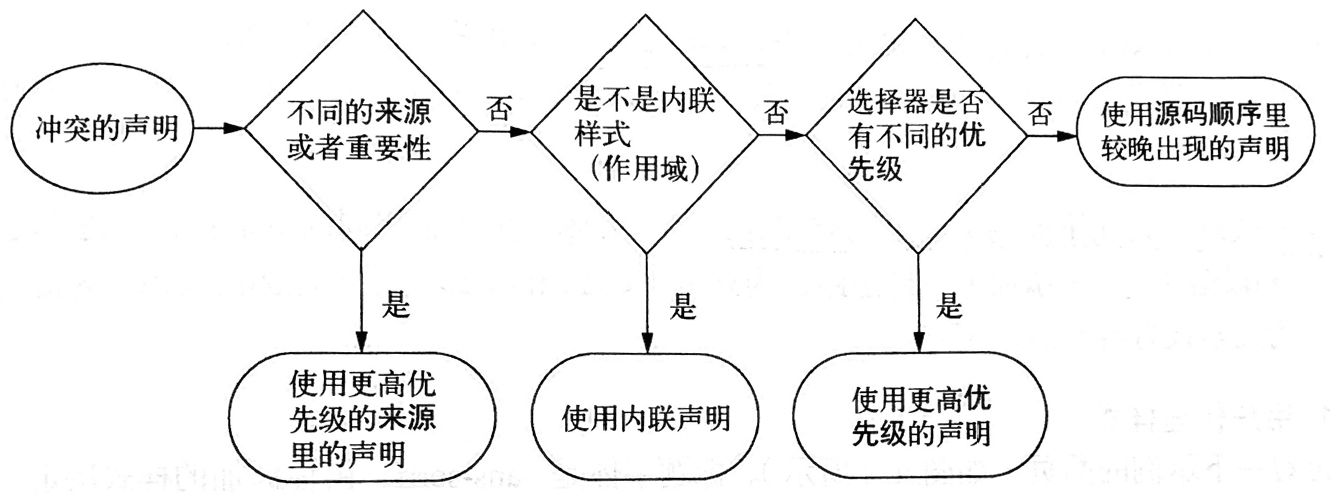 冲突的声明
不同的来源
或者重要性
否
是不是内联
样式
（作用域）
否
选择器是否
有不同的优
先级
否
使用源码顺序里
较晚出现的声明
是
是
是
使用更高优
先级的来源
里的声明
使用内联声明
使用更高优
先级的声明